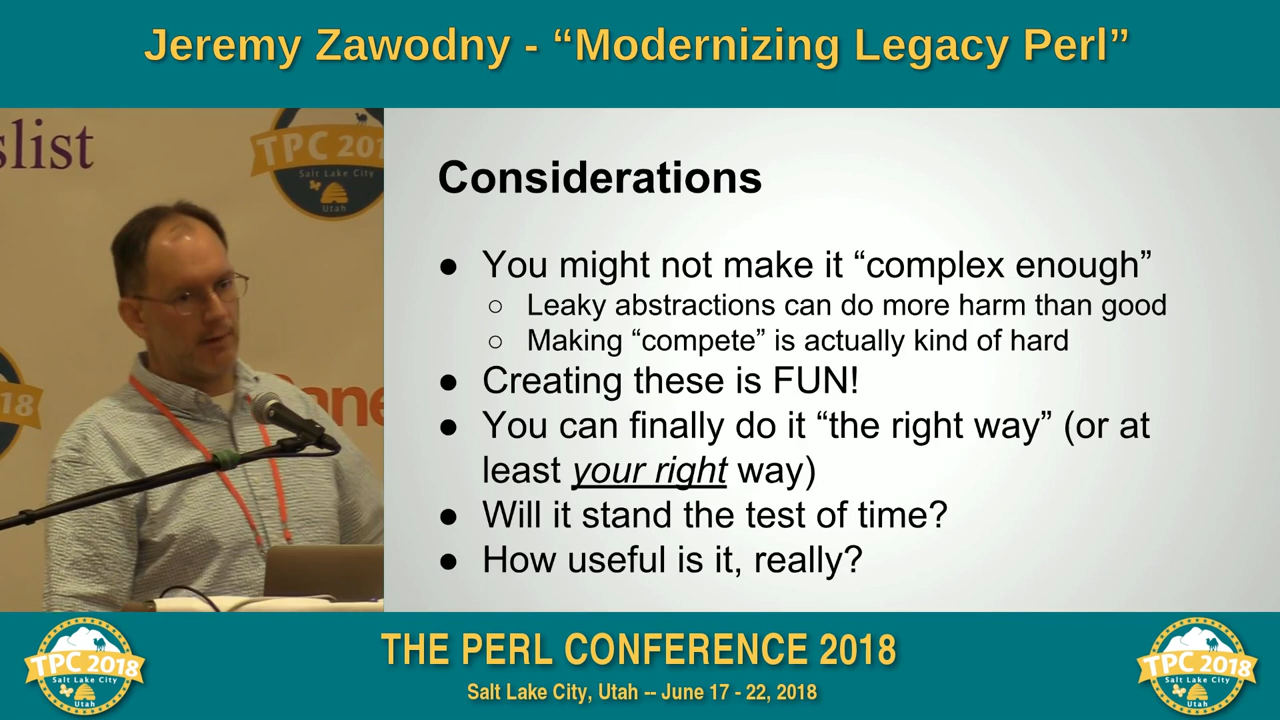 Jeremy Zawodny - “Modernizing Legacy Perl”
slist
TPC 201
Salt Lake City
Utah
18
Considerations
● You might not make it “complex enough”
○ Leaky abstractions can do more harm than good
○ Making “compete” is actually kind of hard
● Creating these is FUN!
● You can finally do it “the right way” (or at
least your right way)
● Will it stand the test of time?
● How useful is it, really?
THE PERL CONFERENCE 2018
Salt Lake City, Utah -- June 17 - 22, 2018
TPC 2018
Salt Lake City
Utah
TPC 2018
Salt Lake City
Utah